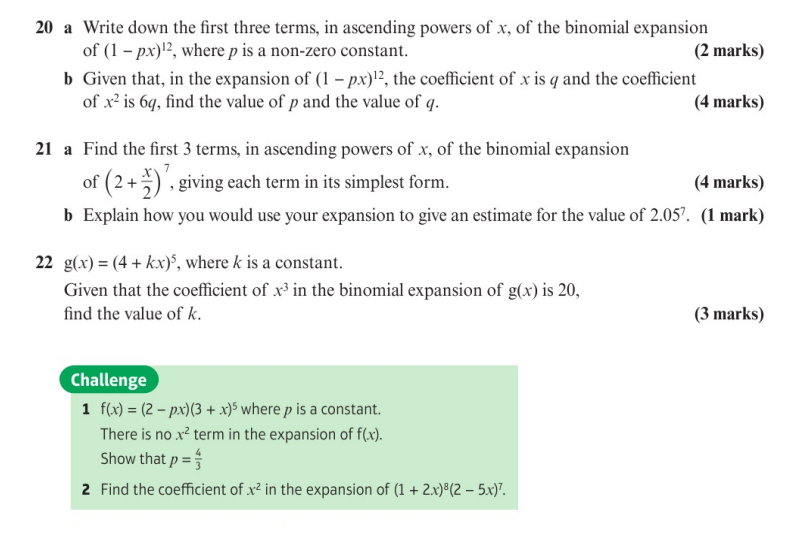 20 a Write down the first three terms, in ascending powers of x, of the binomial expansion
of (1 – px)¹², where p is a non-zero constant. (2 marks)
b Given that, in the expansion of (1 – px)¹², the coefficient of x is q and the coefficient
of x² is 6q, find the value of p and the value of q. (4 marks)
21 a Find the first 3 terms, in ascending powers of x, of the binomial expansion
of (2 + x/2)⁷, giving each term in its simplest form. (4 marks)
b Explain how you would use your expansion to give an estimate for the value of 2.05⁷. (1 mark)
22 g(x) = (4 + kx)⁵, where k is a constant.
Given that the coefficient of x³ in the binomial expansion of g(x) is 20,
find the value of k. (3 marks)
Challenge
1 f(x) = (2 – px)(3 + x)⁵ where p is a constant.
There is no x² term in the expansion of f(x).
Show that p = 4/3
2 Find the coefficient of x² in the expansion of (1 + 2x)⁸(2 – 5x)⁷.